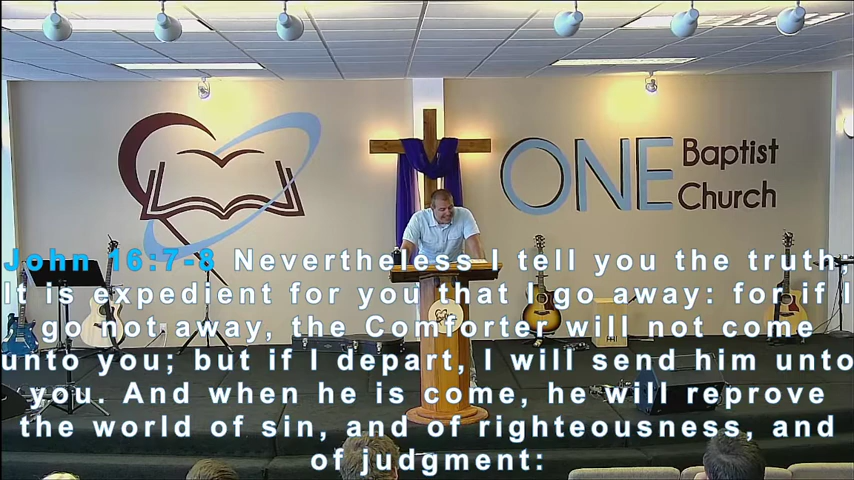 ONE Baptist
Church
John 16:7-8 Nevertheless I tell you the truth;
It is expedient for you that I go away: for if I
go not away, the Comforter will not come
unto you; but if I depart, I will send him unto
you. And when he is come, he will reprove
the world of sin, and of righteousness, and
of judgment: